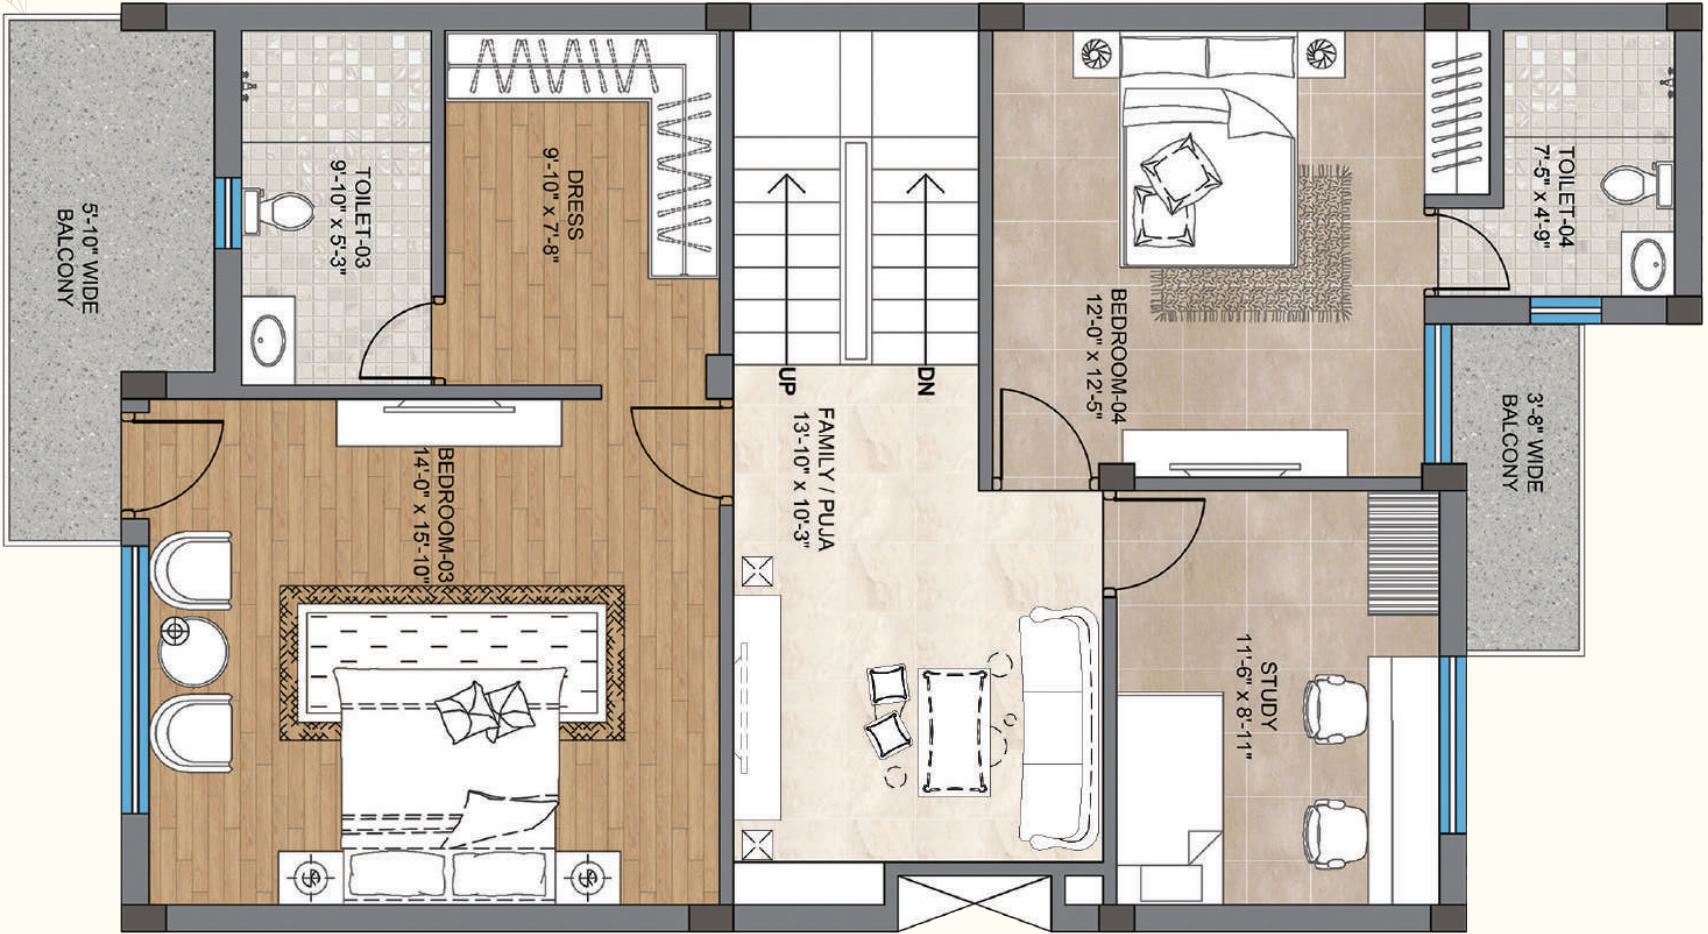 5'-10" WIDE
BALCONY
TOILET-03
9'-10" x 5'-3"
DRESS
9'-10" x 7'-8"
BEDROOM-03
14'-0" x 15'-10"
UP
DN
FAMILY / PUJA
13'-10" x 10'-3"
BEDROOM-04
12'-0" x 12'-5"
TOILET-04
7'-5" x 4'-9"
3'-8" WIDE
BALCONY
STUDY
11'-6" x 8'-11"